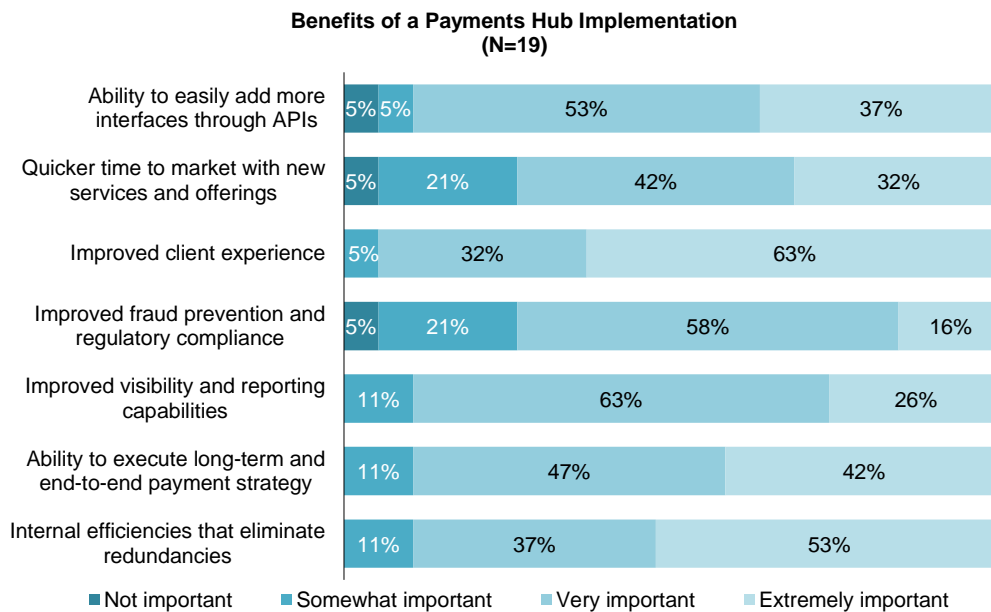 Benefits of a Payments Hub Implementation
(N=19)
Ability to easily add more
interfaces through APIs
5% 5% 53% 37%
Quicker time to market with new
services and offerings
5% 21% 42% 32%
Improved client experience
5% 32% 63%
Improved fraud prevention and
regulatory compliance
5% 21% 58% 16%
Improved visibility and reporting
capabilities
11% 63% 26%
Ability to execute long-term and
end-to-end payment strategy
11% 47% 42%
Internal efficiencies that eliminate
redundancies
11% 37% 53%
Not important Somewhat important Very important Extremely important